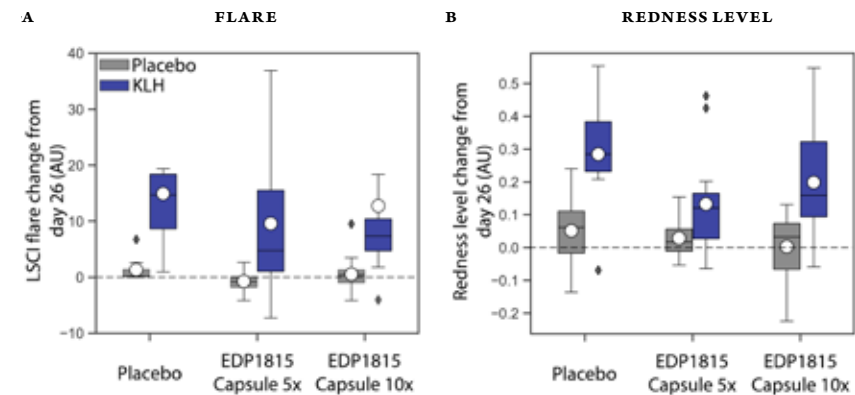 A FLARE
B REDNESS LEVEL
LSCI flare change from
day 26 (AU)
40
30
20
10
0
−10
Placebo
KLH
Placebo
EDP1815
Capsule 5x
EDP1815
Capsule 10x
Redness level change from
day 26 (AU)
0.5
0.4
0.3
0.2
0.1
0.0
−0.1
−0.2
Placebo
EDP1815
Capsule 5x
EDP1815
Capsule 10x